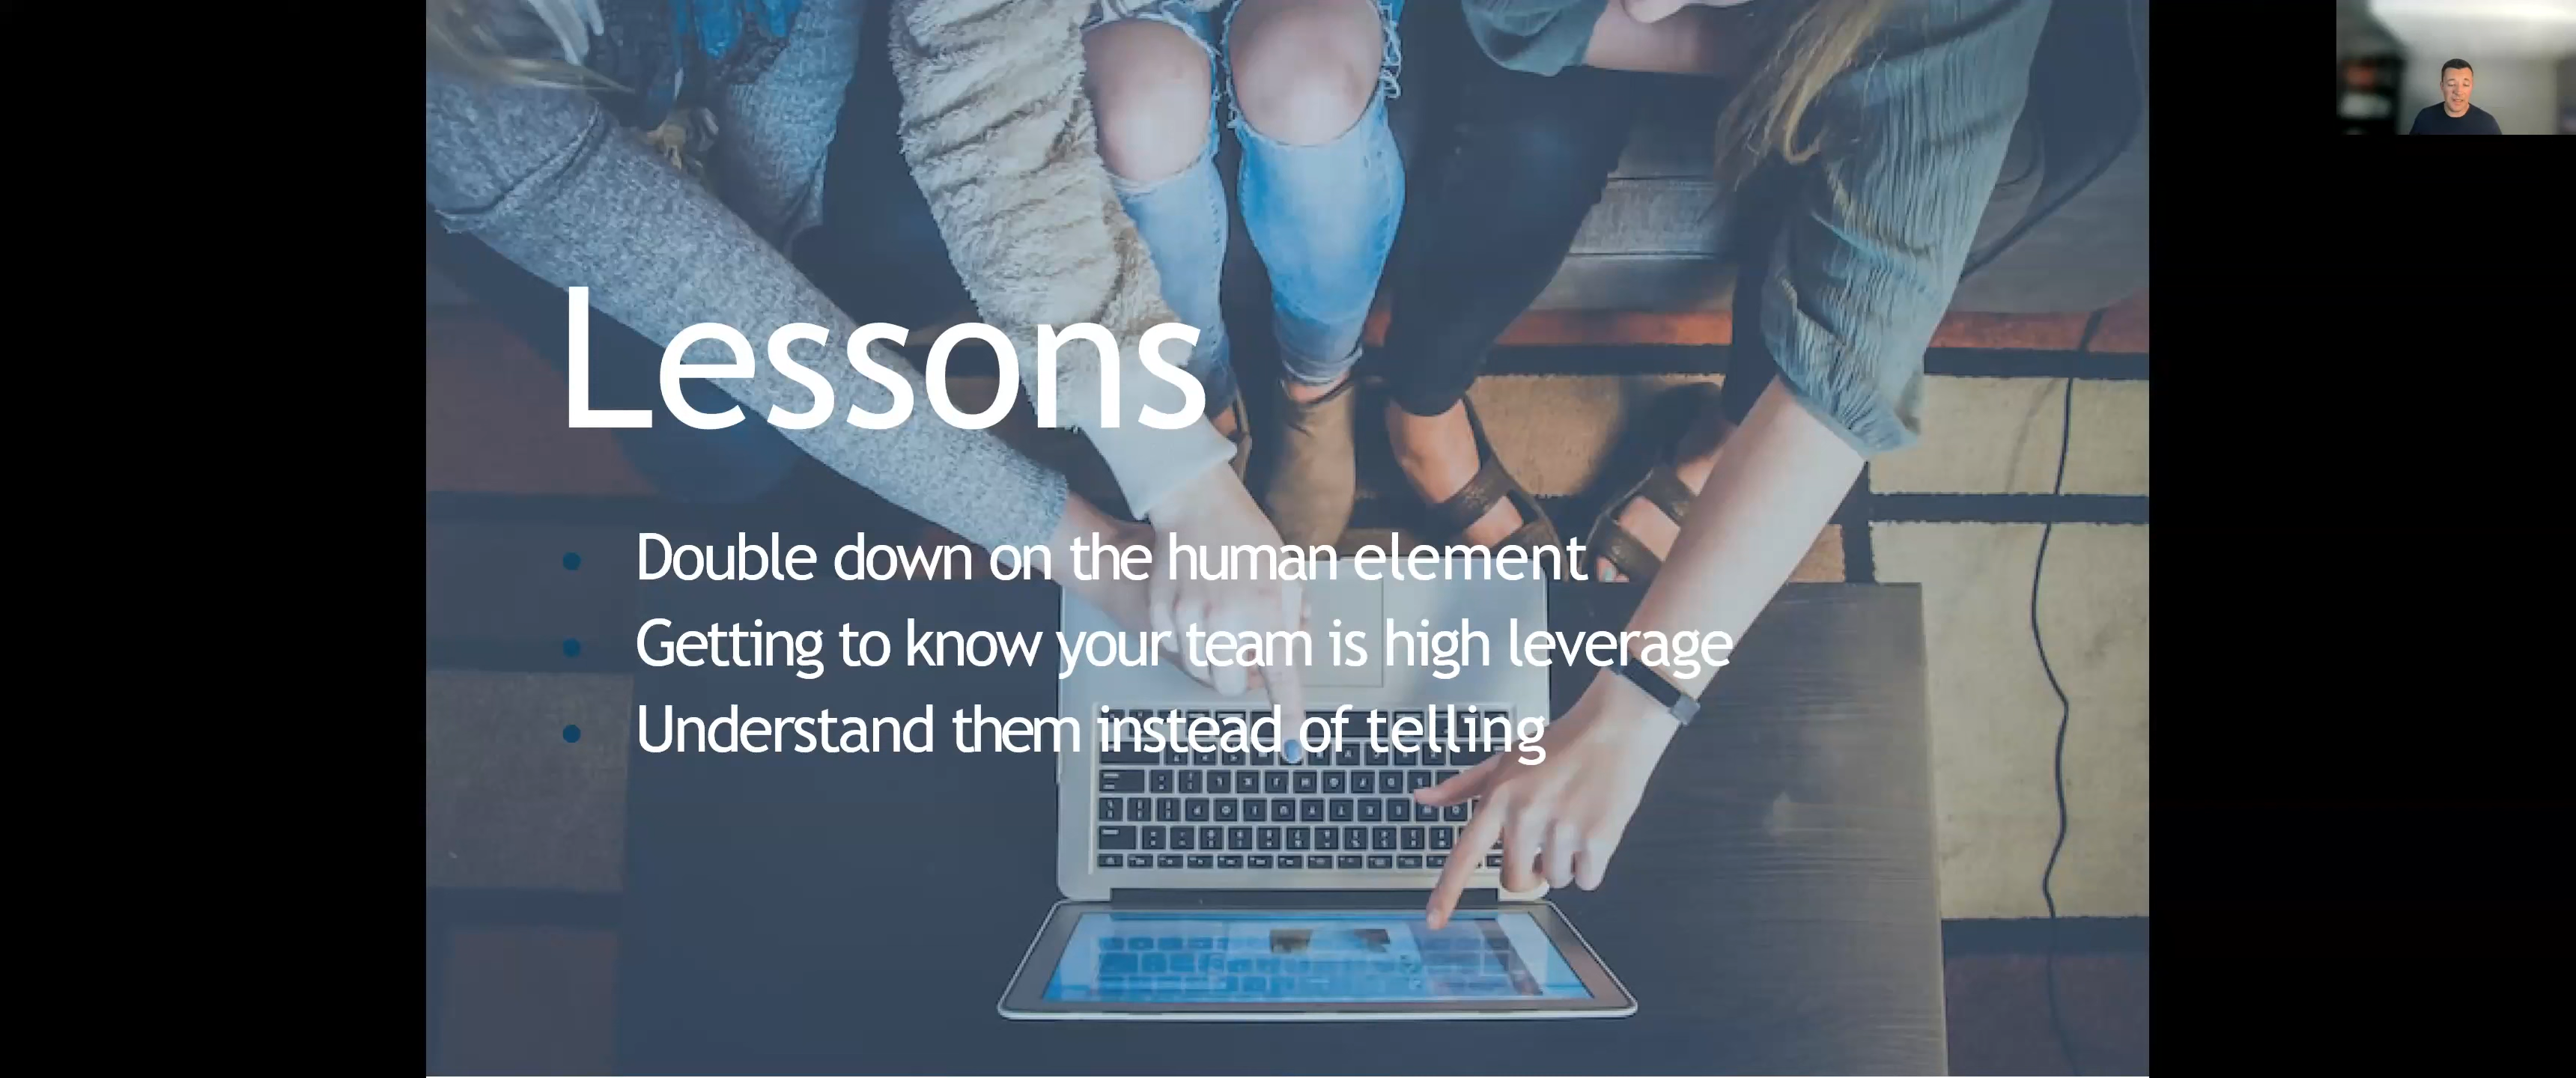 Lessons
Double down on the human element
Getting to know your team is high leverage
Understand them instead of telling